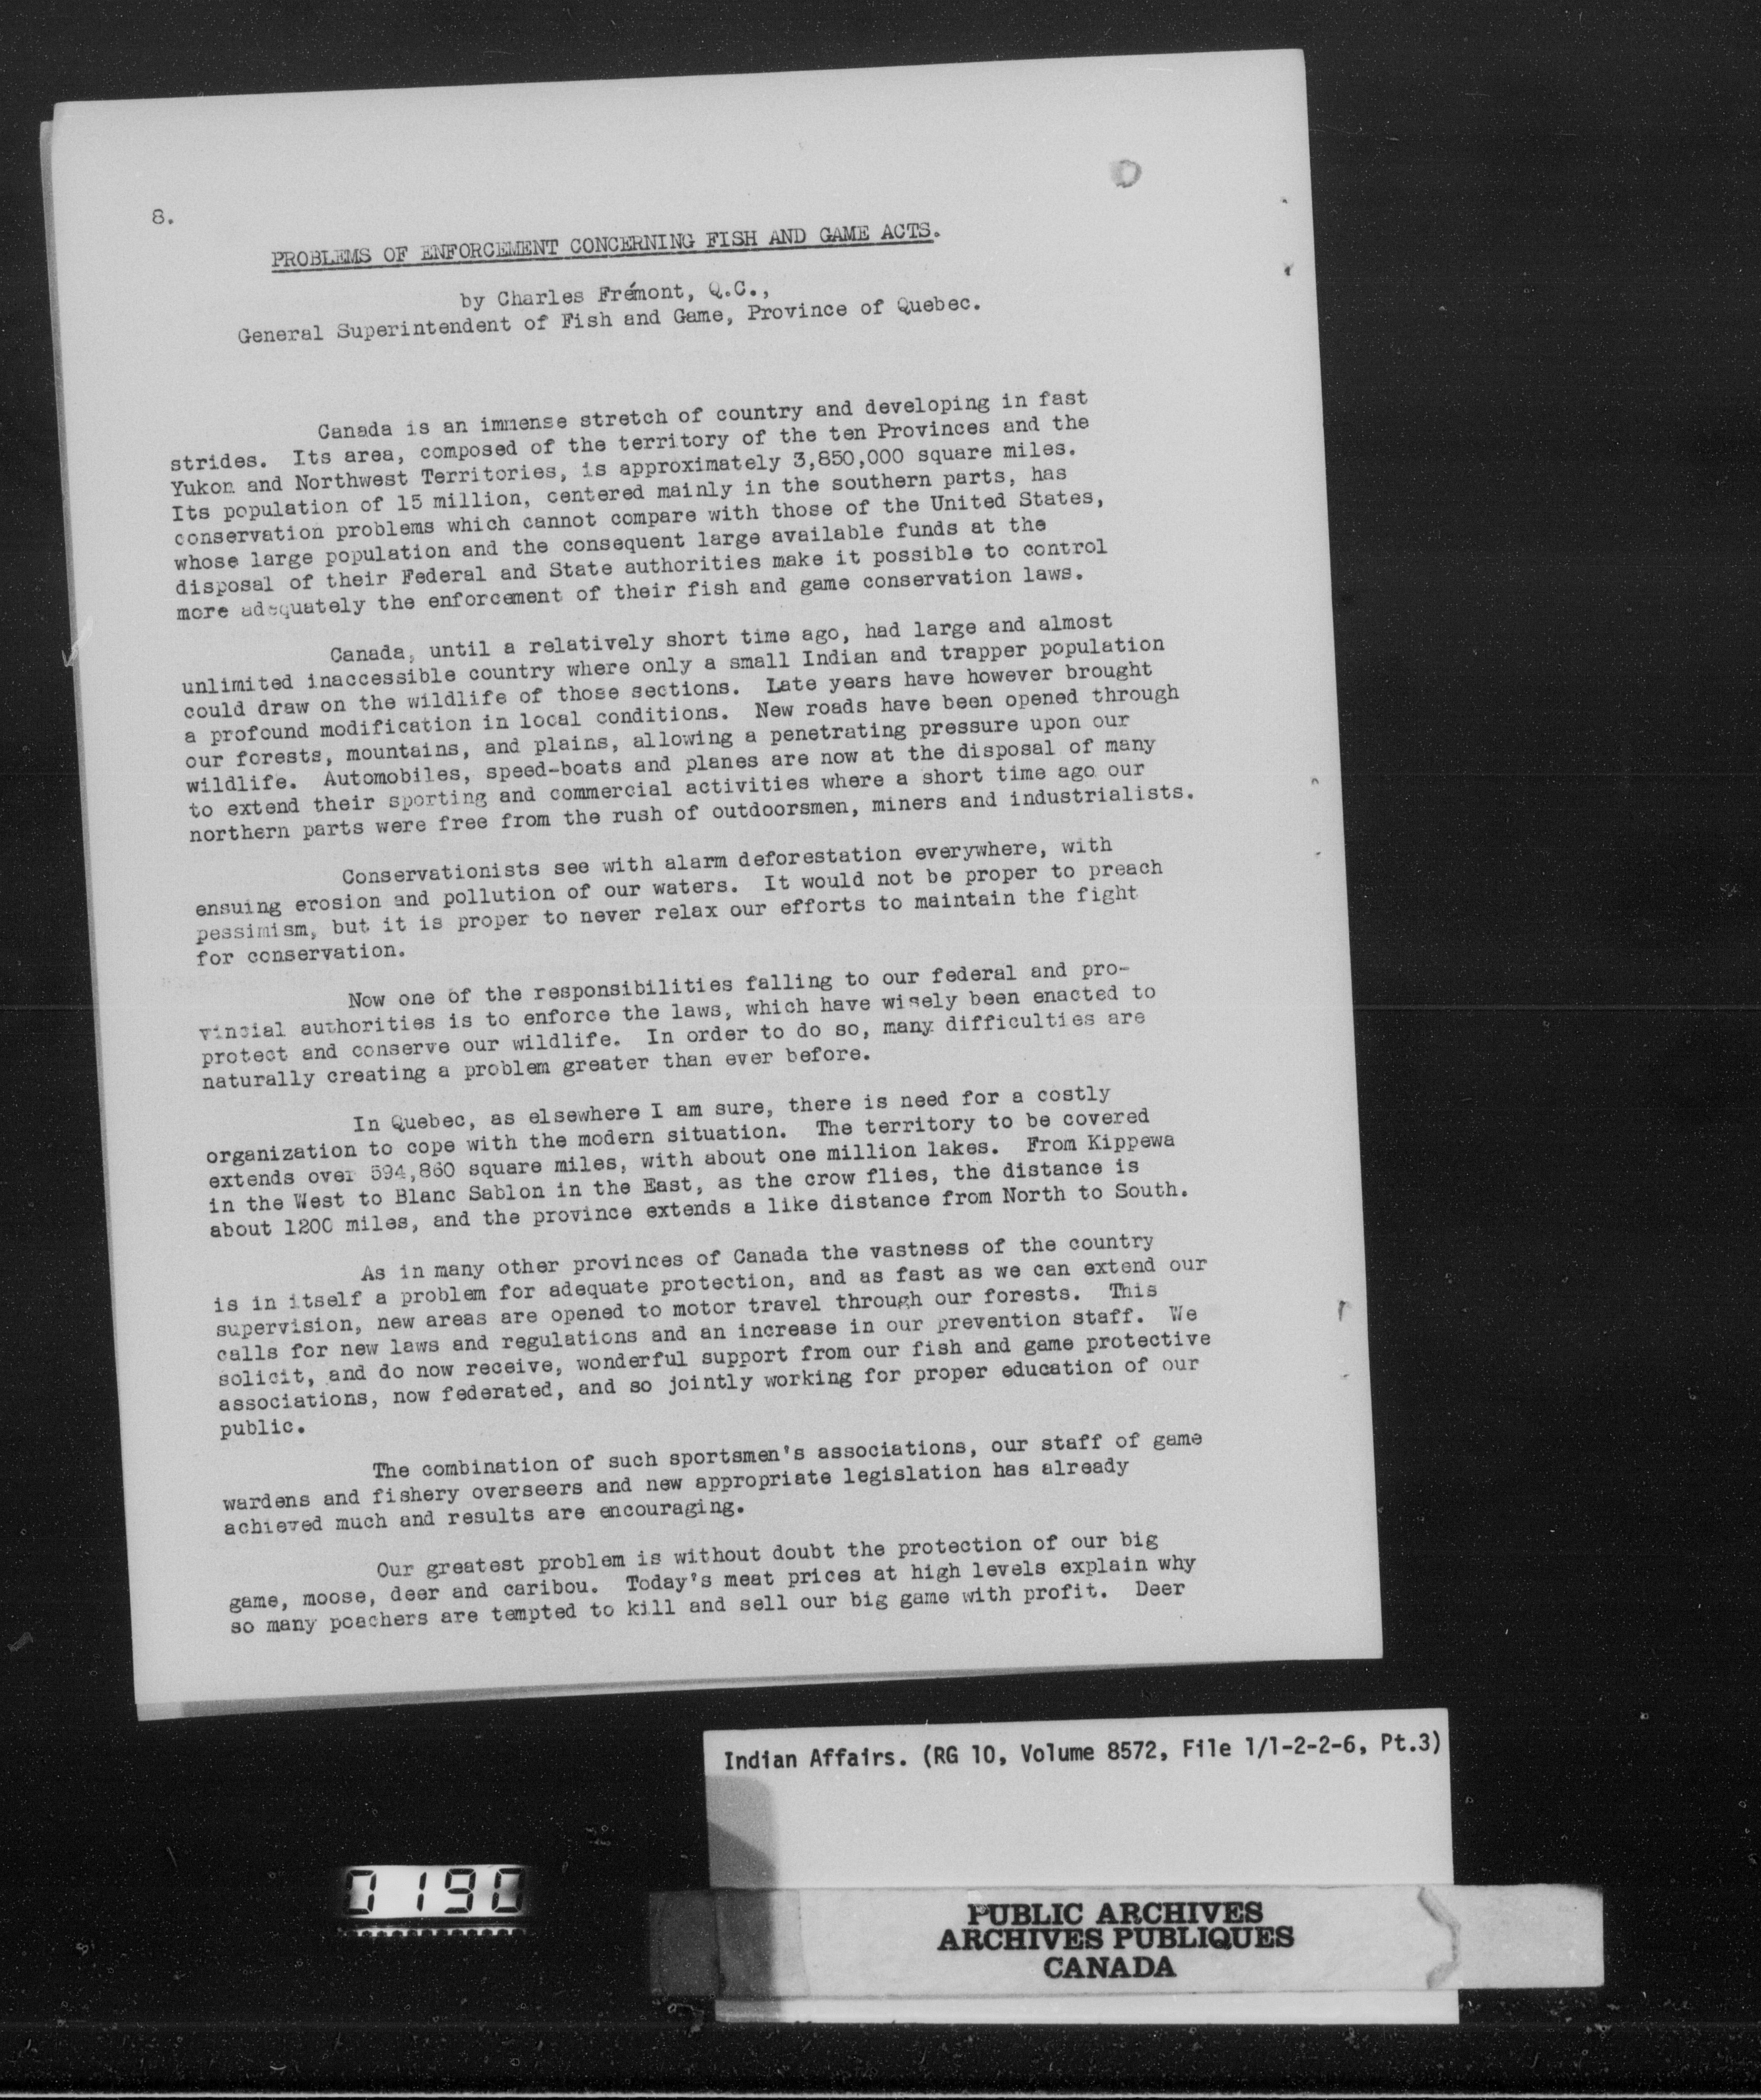 8.
PROBLEMS OF ENFORCEMENT CONCERNING FISH AND GAME ACTS.
by Charles Frémont, Q.C.,
General Superintendent of Fish and Game, Province of Quebec.
Canada is an immense stretch of country and developing in fast
strides. Its area, composed of the territory of the ten Provinces and the
Yukon and Northwest Territories, is approximately 3,850,000 square miles.
Its population of 15 million, centered mainly in the southern parts, has
conservation problems which cannot compare with those of the United States,
whose large population and the consequent large available funds at the
disposal of their Federal and State authorities make it possible to control
more adequately the enforcement of their fish and game conservation laws.
Canada, until a relatively short time ago, had large and almost
unlimited inaccessible country where only a small Indian and trapper population
could draw on the wildlife of those sections. Late years have however brought
a profound modification in local conditions. New roads have been opened through
our forests, mountains, and plains, allowing a penetrating pressure upon our
wildlife. Automobiles, speed-boats and planes are now at the disposal of many
to extend their sporting and commercial activities where a short time ago our
northern parts were free from the rush of outdoorsmen, miners and industrialists.
Conservationists see with alarm deforestation everywhere, with
ensuing erosion and pollution of our waters. It would not be proper to preach
pessimism, but it is proper to never relax our efforts to maintain the fight
for conservation.
Now one of the responsibilities falling to our federal and pro-
vincial authorities is to enforce the laws, which have wisely been enacted to
protect and conserve our wildlife. In order to do so, many difficulties are
naturally creating a problem greater than ever before.
In Quebec, as elsewhere I am sure, there is need for a costly
organization to cope with the modern situation. The territory to be covered
extends over 594,860 square miles, with about one million lakes. From Kippewa
in the West to Blanc Sablon in the East, as the crow flies, the distance is
about 1200 miles, and the province extends a like distance from North to South.
As in many other provinces of Canada the vastness of the country
is in itself a problem for adequate protection, and as fast as we can extend our
supervision, new areas are opened to motor travel through our forests. This
calls for new laws and regulations and an increase in our prevention staff. We
solicit, and do now receive, wonderful support from our fish and game protective
associations, now federated, and so jointly working for proper education of our
public.
The combination of such sportsmen's associations, our staff of game
wardens and fishery overseers and new appropriate legislation has already
achieved much and results are encouraging.
Our greatest problem is without doubt the protection of our big
game, moose, deer and caribou. Today's meat prices at high levels explain why
so many poachers are tempted to kill and sell our big game with profit. Deer
Indian Affairs. (RG 10, Volume 8572, File 1/1-2-2-6, Pt.3)
0190
PUBLIC ARCHIVES
ARCHIVES PUBLIQUES
CANADA